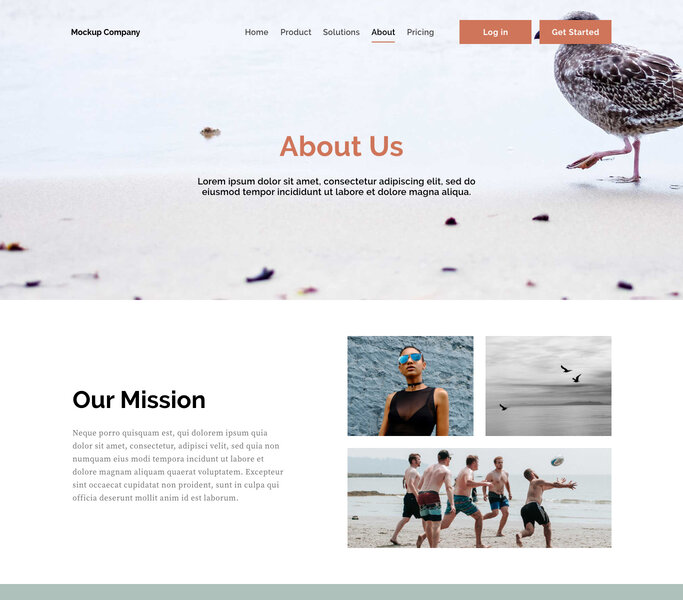 Mockup Company
Home Product Solutions About Pricing Log in Get Started
About Us
Lorem ipsum dolor sit amet, consectetur adipiscing elit, sed do
eiusmod tempor incididunt ut labore et dolore magna aliqua.
Our Mission
Neque porro quisquam est, qui dolorem ipsum quia
dolor sit amet, consectetur, adipisci velit, sed quia non
numquam eius modi tempora incidunt ut labore et
dolore magnam aliquam quaerat voluptatem. Excepteur
sint occaecat cupidatat non proident, sunt in culpa qui
officia deserunt mollit anim id est laborum.